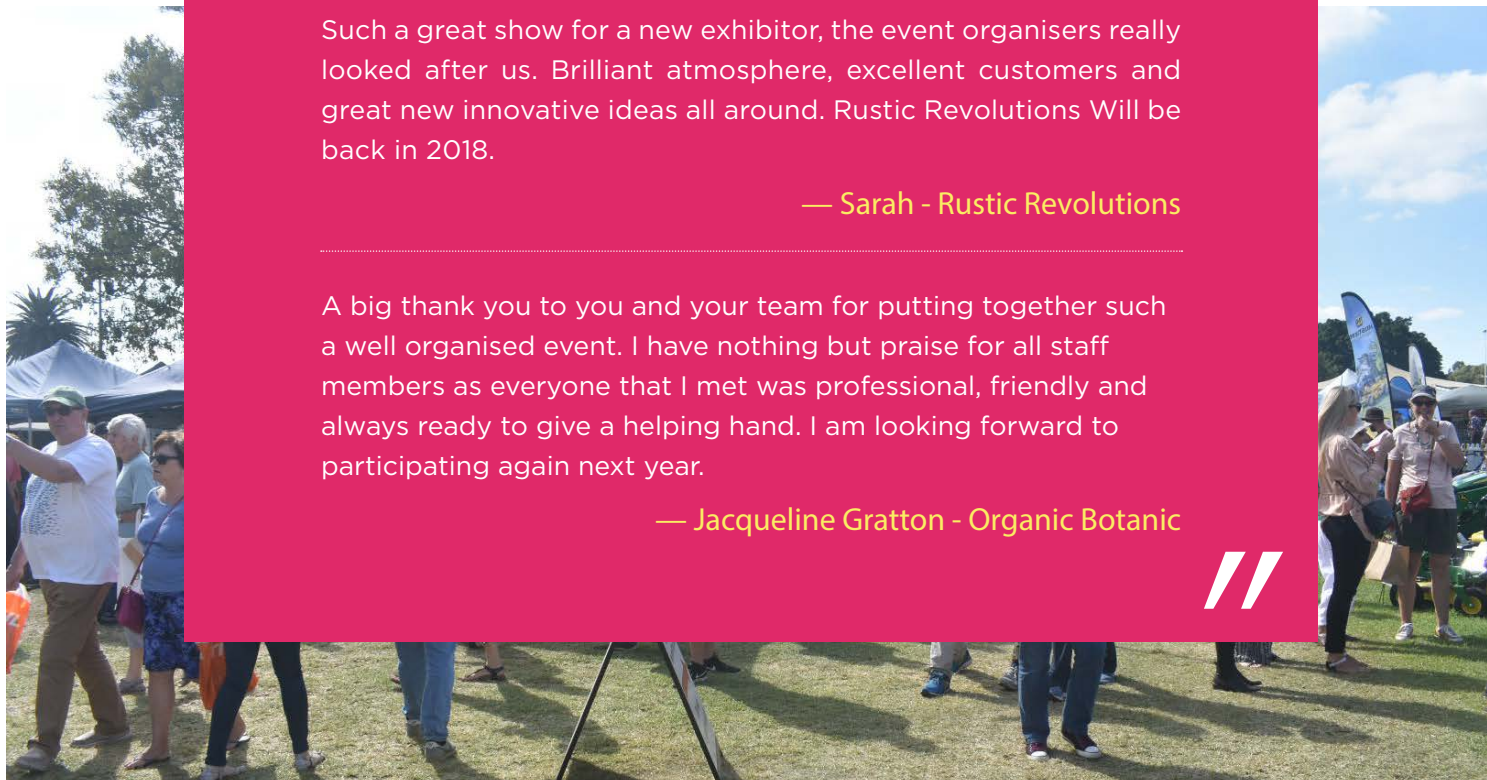 Such a great show for a new exhibitor, the event organisers really
looked after us. Brilliant atmosphere, excellent customers and
great new innovative ideas all around. Rustic Revolutions Will be
back in 2018.
— Sarah - Rustic Revolutions
A big thank you to you and your team for putting together such
a well organised event. I have nothing but praise for all staff
members as everyone that I met was professional, friendly and
always ready to give a helping hand. I am looking forward to
participating again next year.
— Jacqueline Gratton - Organic Botanic
"